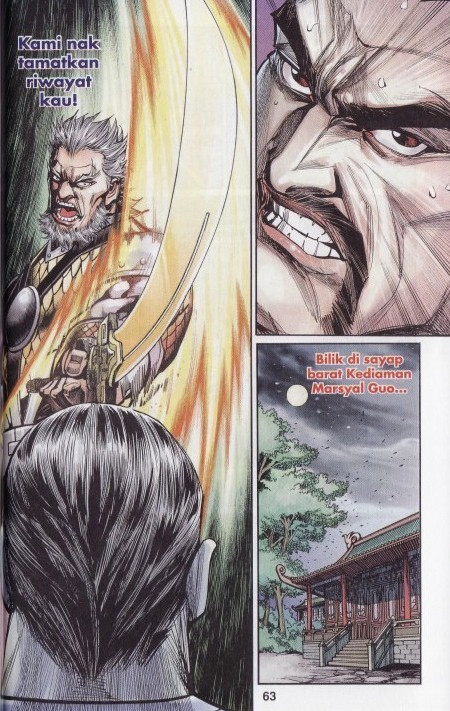 Kami nak
tamatkan
riwayat
kau!
Bilik di sayap
barat Kediaman
Marsyal Guo...
63